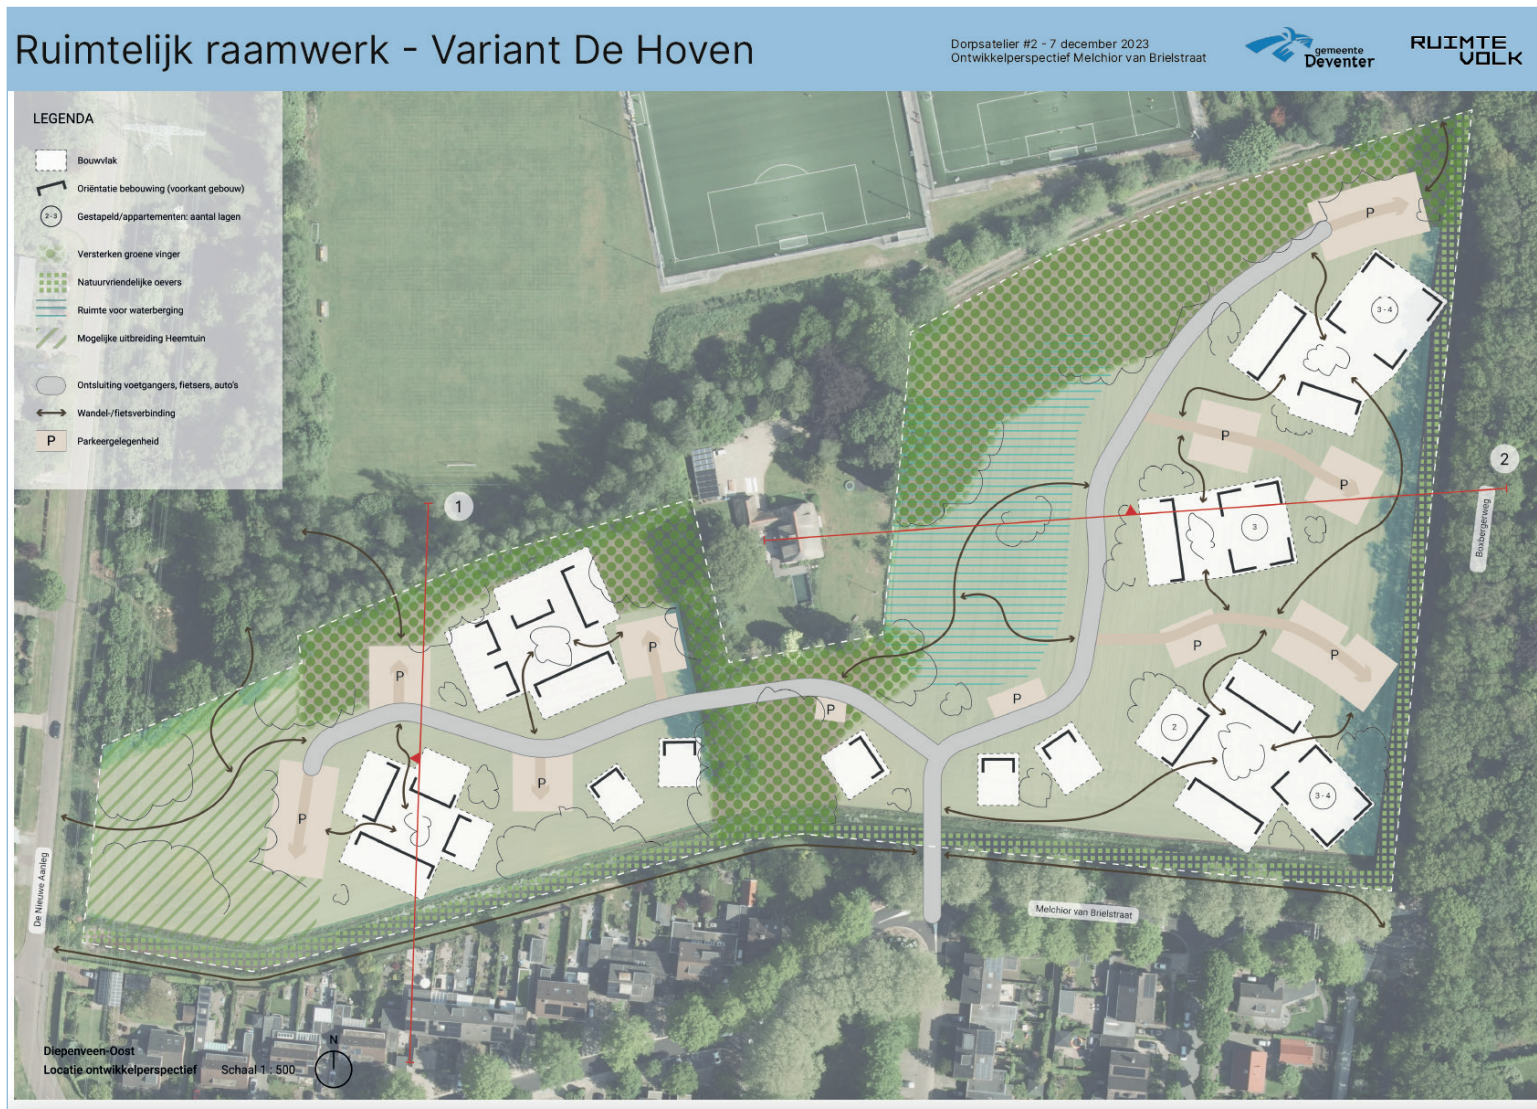 Ruimtelijk raamwerk - Variant De Hoven
Dorpsatelier #2 - 7 december 2023
Ontwikkelperspectief Melchior van Brielstraat
gemeente
Deventer
RUIMTE
VOLK
LEGENDA
Bouwvlak
Oriëntatie bebouwing (voorkant gebouw)
2-3
Gestapeld/appartementen: aantal lagen
Versterken groene vinger
Natuurvriendelijke oevers
Ruimte voor waterberging
Mogelijke uitbreiding Heemtuin
Ontsluiting voetgangers, fietsers, auto's
Wandel-/fietsverbinding
P
Parkeergelegenheid
P
3 - 4
P
2
P
1
3
Boxbergerweg
P
P
P
P
P
P
P
2
P
3 - 4
P
De Nieuwe Aanleg
Melchior van Brielstraat
N
Diepenveen-Oost
Locatie ontwikkelperspectief
Schaal 1 : 500